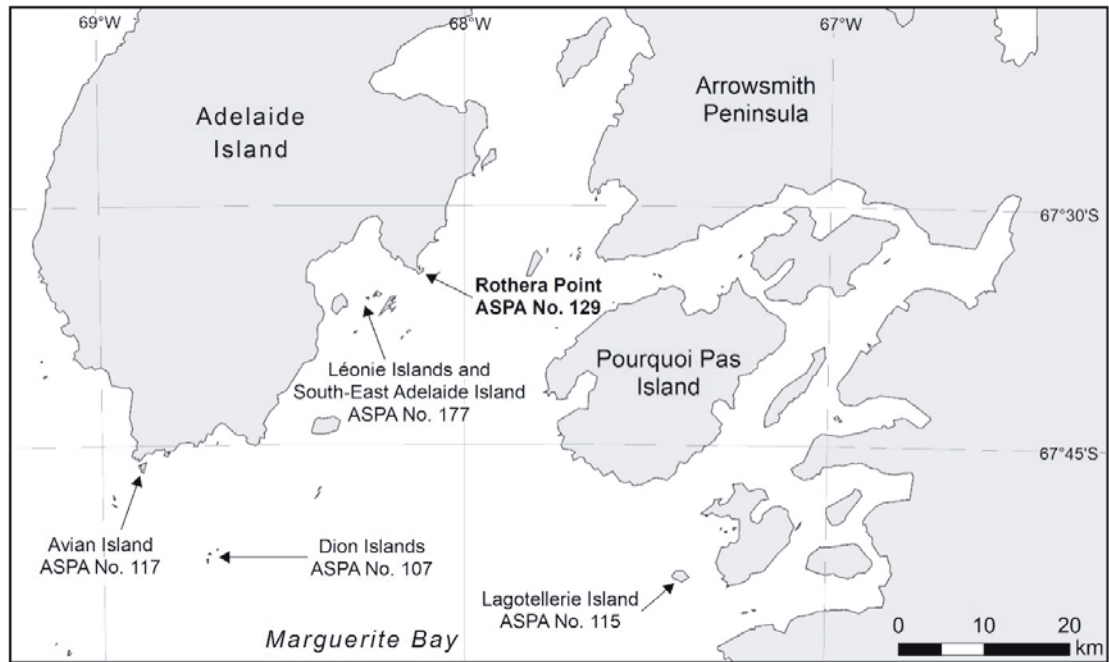 69°W
68°W
67°W
Arrowsmith
Peninsula
Adelaide
Island
67°30'S
Rothera Point
ASPA No. 129
Pourquoi Pas
Island
Léonie Islands and
South-East Adelaide Island
ASPA No. 177
67°45'S
Avian Island
ASPA No. 117
Dion Islands
ASPA No. 107
Lagotellerie Island
ASPA No. 115
Marguerite Bay
0 10 20
km